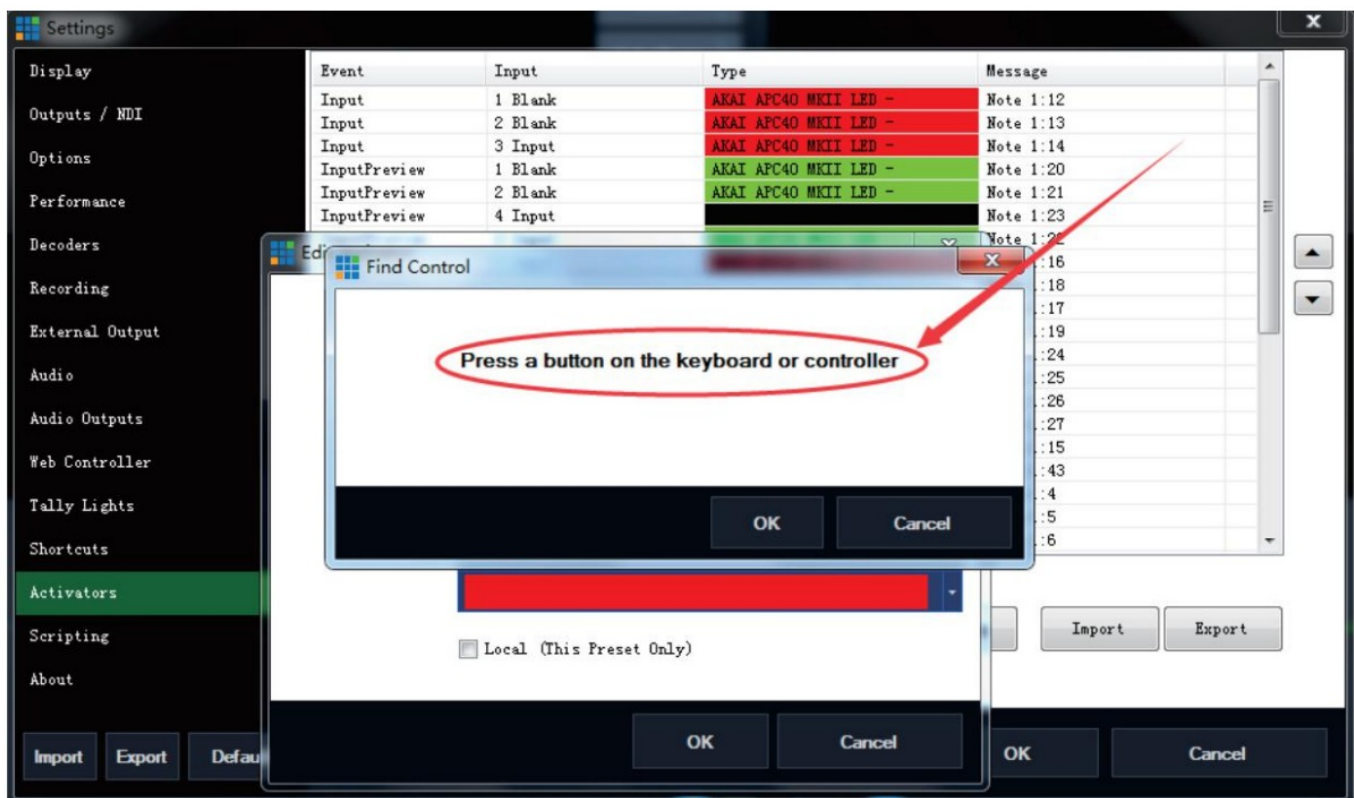 Settings
Display
Outputs / NDI
Options
Performance
Decoders
Recording
External Output
Audio
Audio Outputs
Web Controller
Tally Lights
Shortcuts
Activators
Scripting
About
Import Export Defau
Event Input Type Message
Input 1 Blank AKAI APC40 MKII LED - Note 1:12
Input 2 Blank AKAI APC40 MKII LED - Note 1:13
Input 3 Input AKAI APC40 MKII LED - Note 1:14
InputPreview 1 Blank AKAI APC40 MKII LED - Note 1:20
InputPreview 2 Blank AKAI APC40 MKII LED - Note 1:21
InputPreview 4 Input Note 1:23
Note 1:22
:16
:18
:17
:19
:24
:25
:26
:27
:15
:43
:4
:5
:6
Edi
Find Control
Press a button on the keyboard or controller
OK Cancel
Local (This Preset Only)
OK Cancel
Import Export
OK Cancel